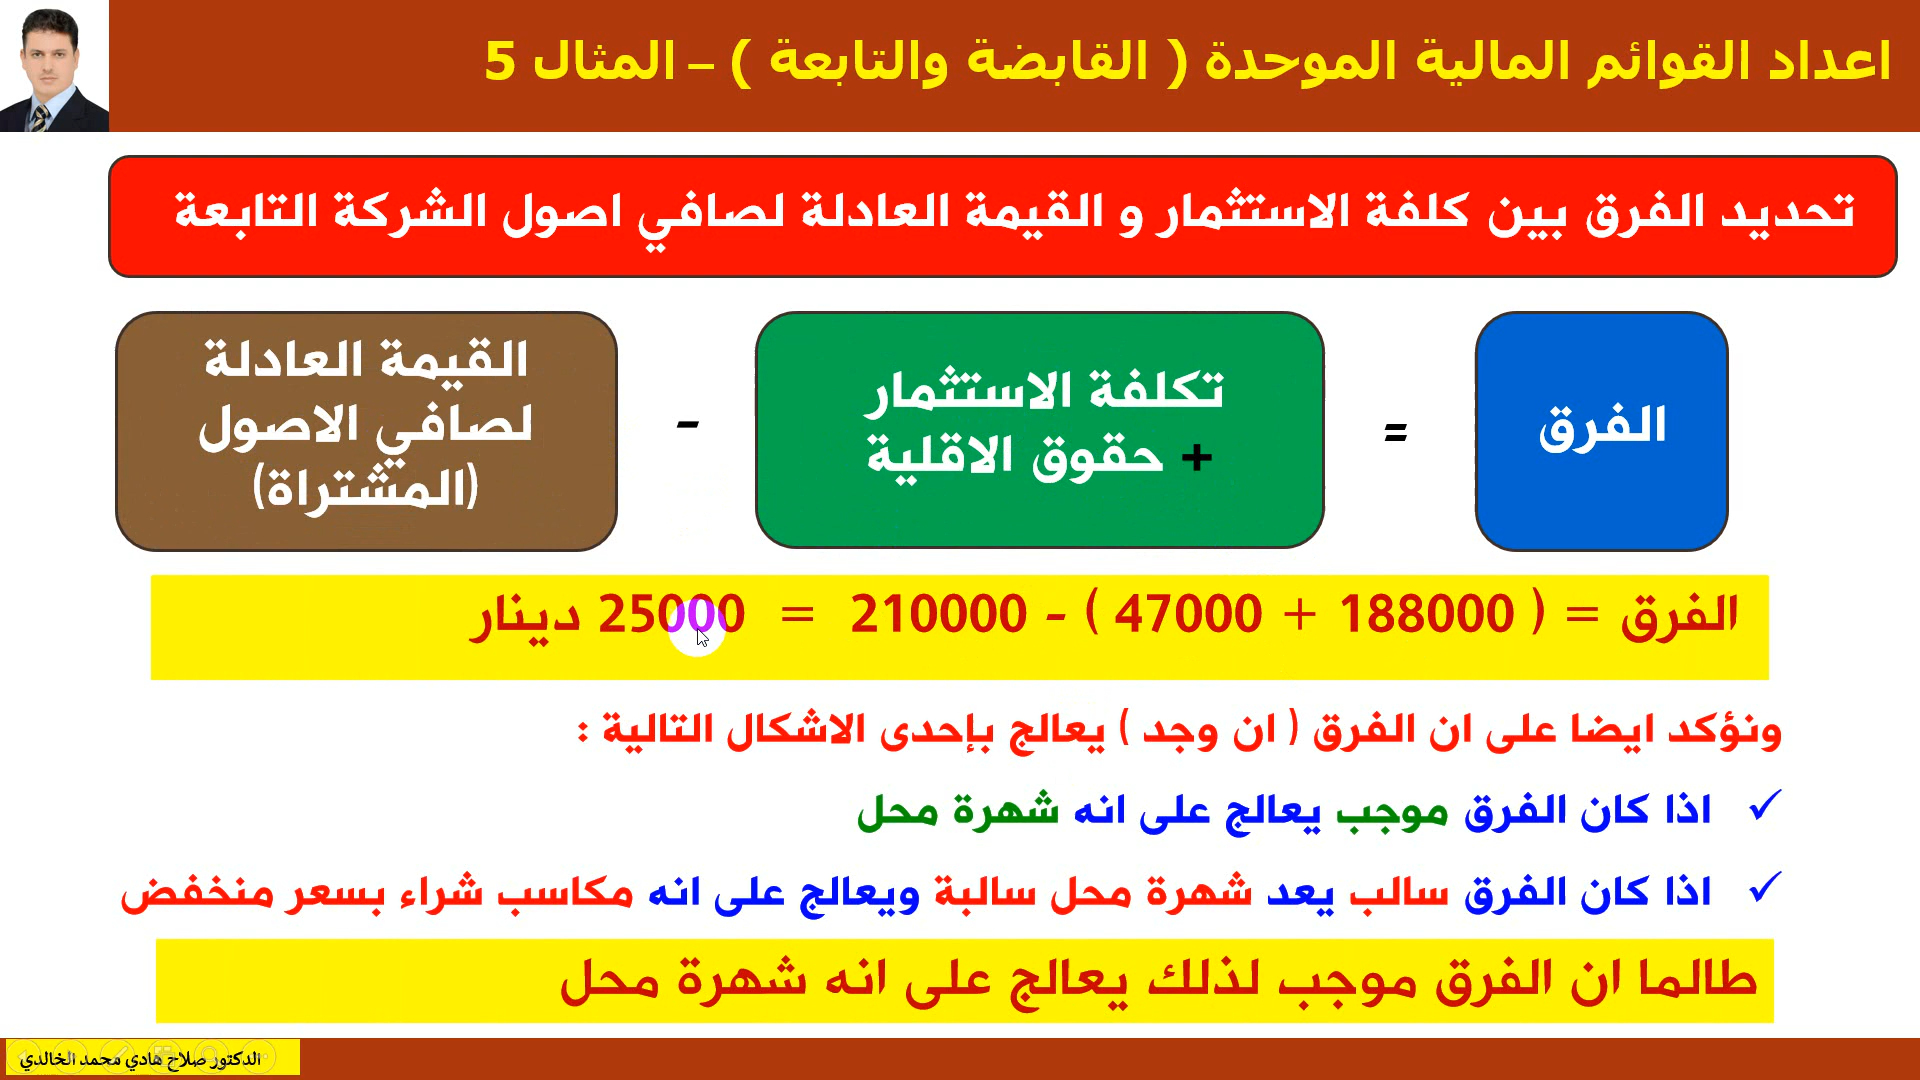 اعداد القوائم المالية الموحدة ( القابضة والتابعة ) – المثال 5
تحديد الفرق بين كلفة الاستثمار و القيمة العادلة لصافي اصول الشركة التابعة
الفرق
=
تكلفة الاستثمار
+ حقوق الاقلية
-
القيمة العادلة
لصافي الاصول
(المشتراة)
الفرق = ( 188000 + 47000 ) - 210000 = 25000 دينار
ونؤكد ايضا على ان الفرق ( ان وجد ) يعالج بإحدى الاشكال التالية :
✓ اذا كان الفرق موجب يعالج على انه شهرة محل
✓ اذا كان الفرق سالب يعد شهرة محل سالبة ويعالج على انه مكاسب شراء بسعر منخفض
طالما ان الفرق موجب لذلك يعالج على انه شهرة محل
الدكتور صلاح هادي محمد الخالدي